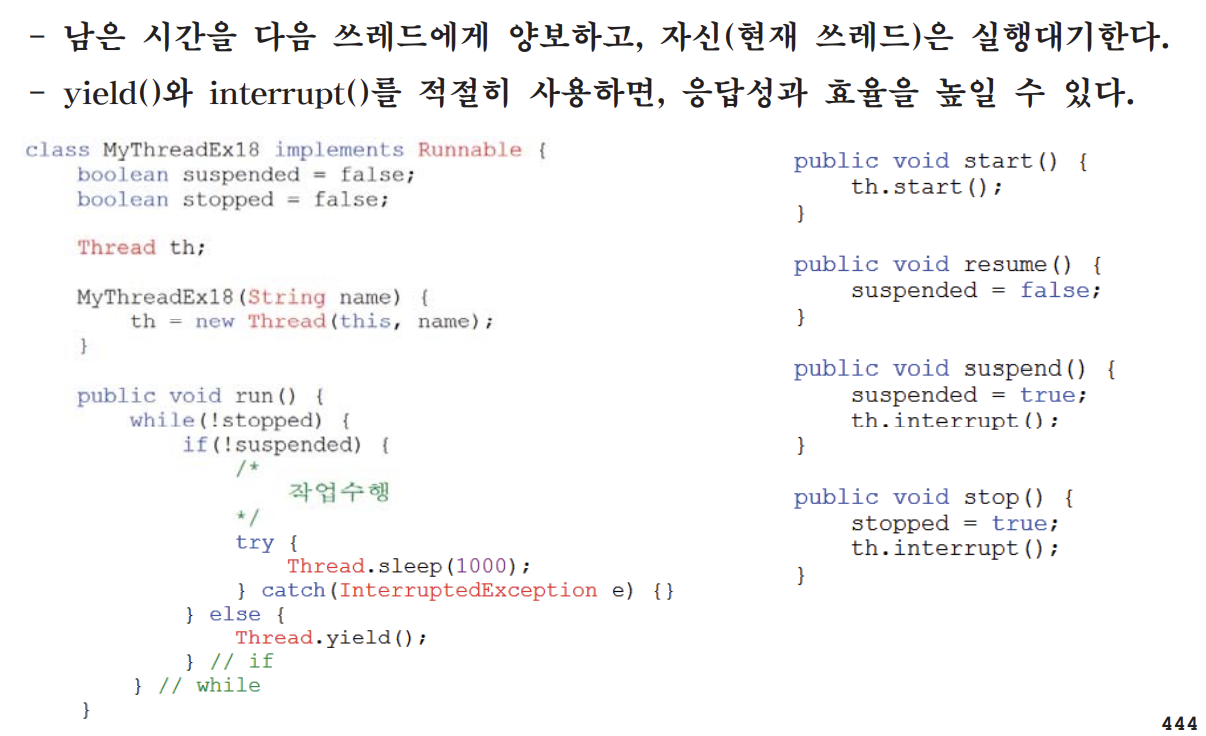 - 남은 시간을 다음 쓰레드에게 양보하고, 자신(현재 쓰레드)은 실행대기한다.
- yield()와 interrupt()를 적절히 사용하면, 응답성과 효율을 높일 수 있다.
class MyThreadEx18 implements Runnable {
    boolean suspended = false;
    boolean stopped = false;

    Thread th;

    MyThreadEx18(String name) {
        th = new Thread(this, name);
    }

    public void run() {
        while(!stopped) {
            if(!suspended) {
                /*
                    작업수행
                */
                try {
                    Thread.sleep(1000);
                } catch(InterruptedException e) {}
            } else {
                Thread.yield();
            } // if
        } // while
    }

public void start() {
    th.start();
}

public void resume() {
    suspended = false;
}

public void suspend() {
    suspended = true;
    th.interrupt();
}

public void stop() {
    stopped = true;
    th.interrupt();
}
444